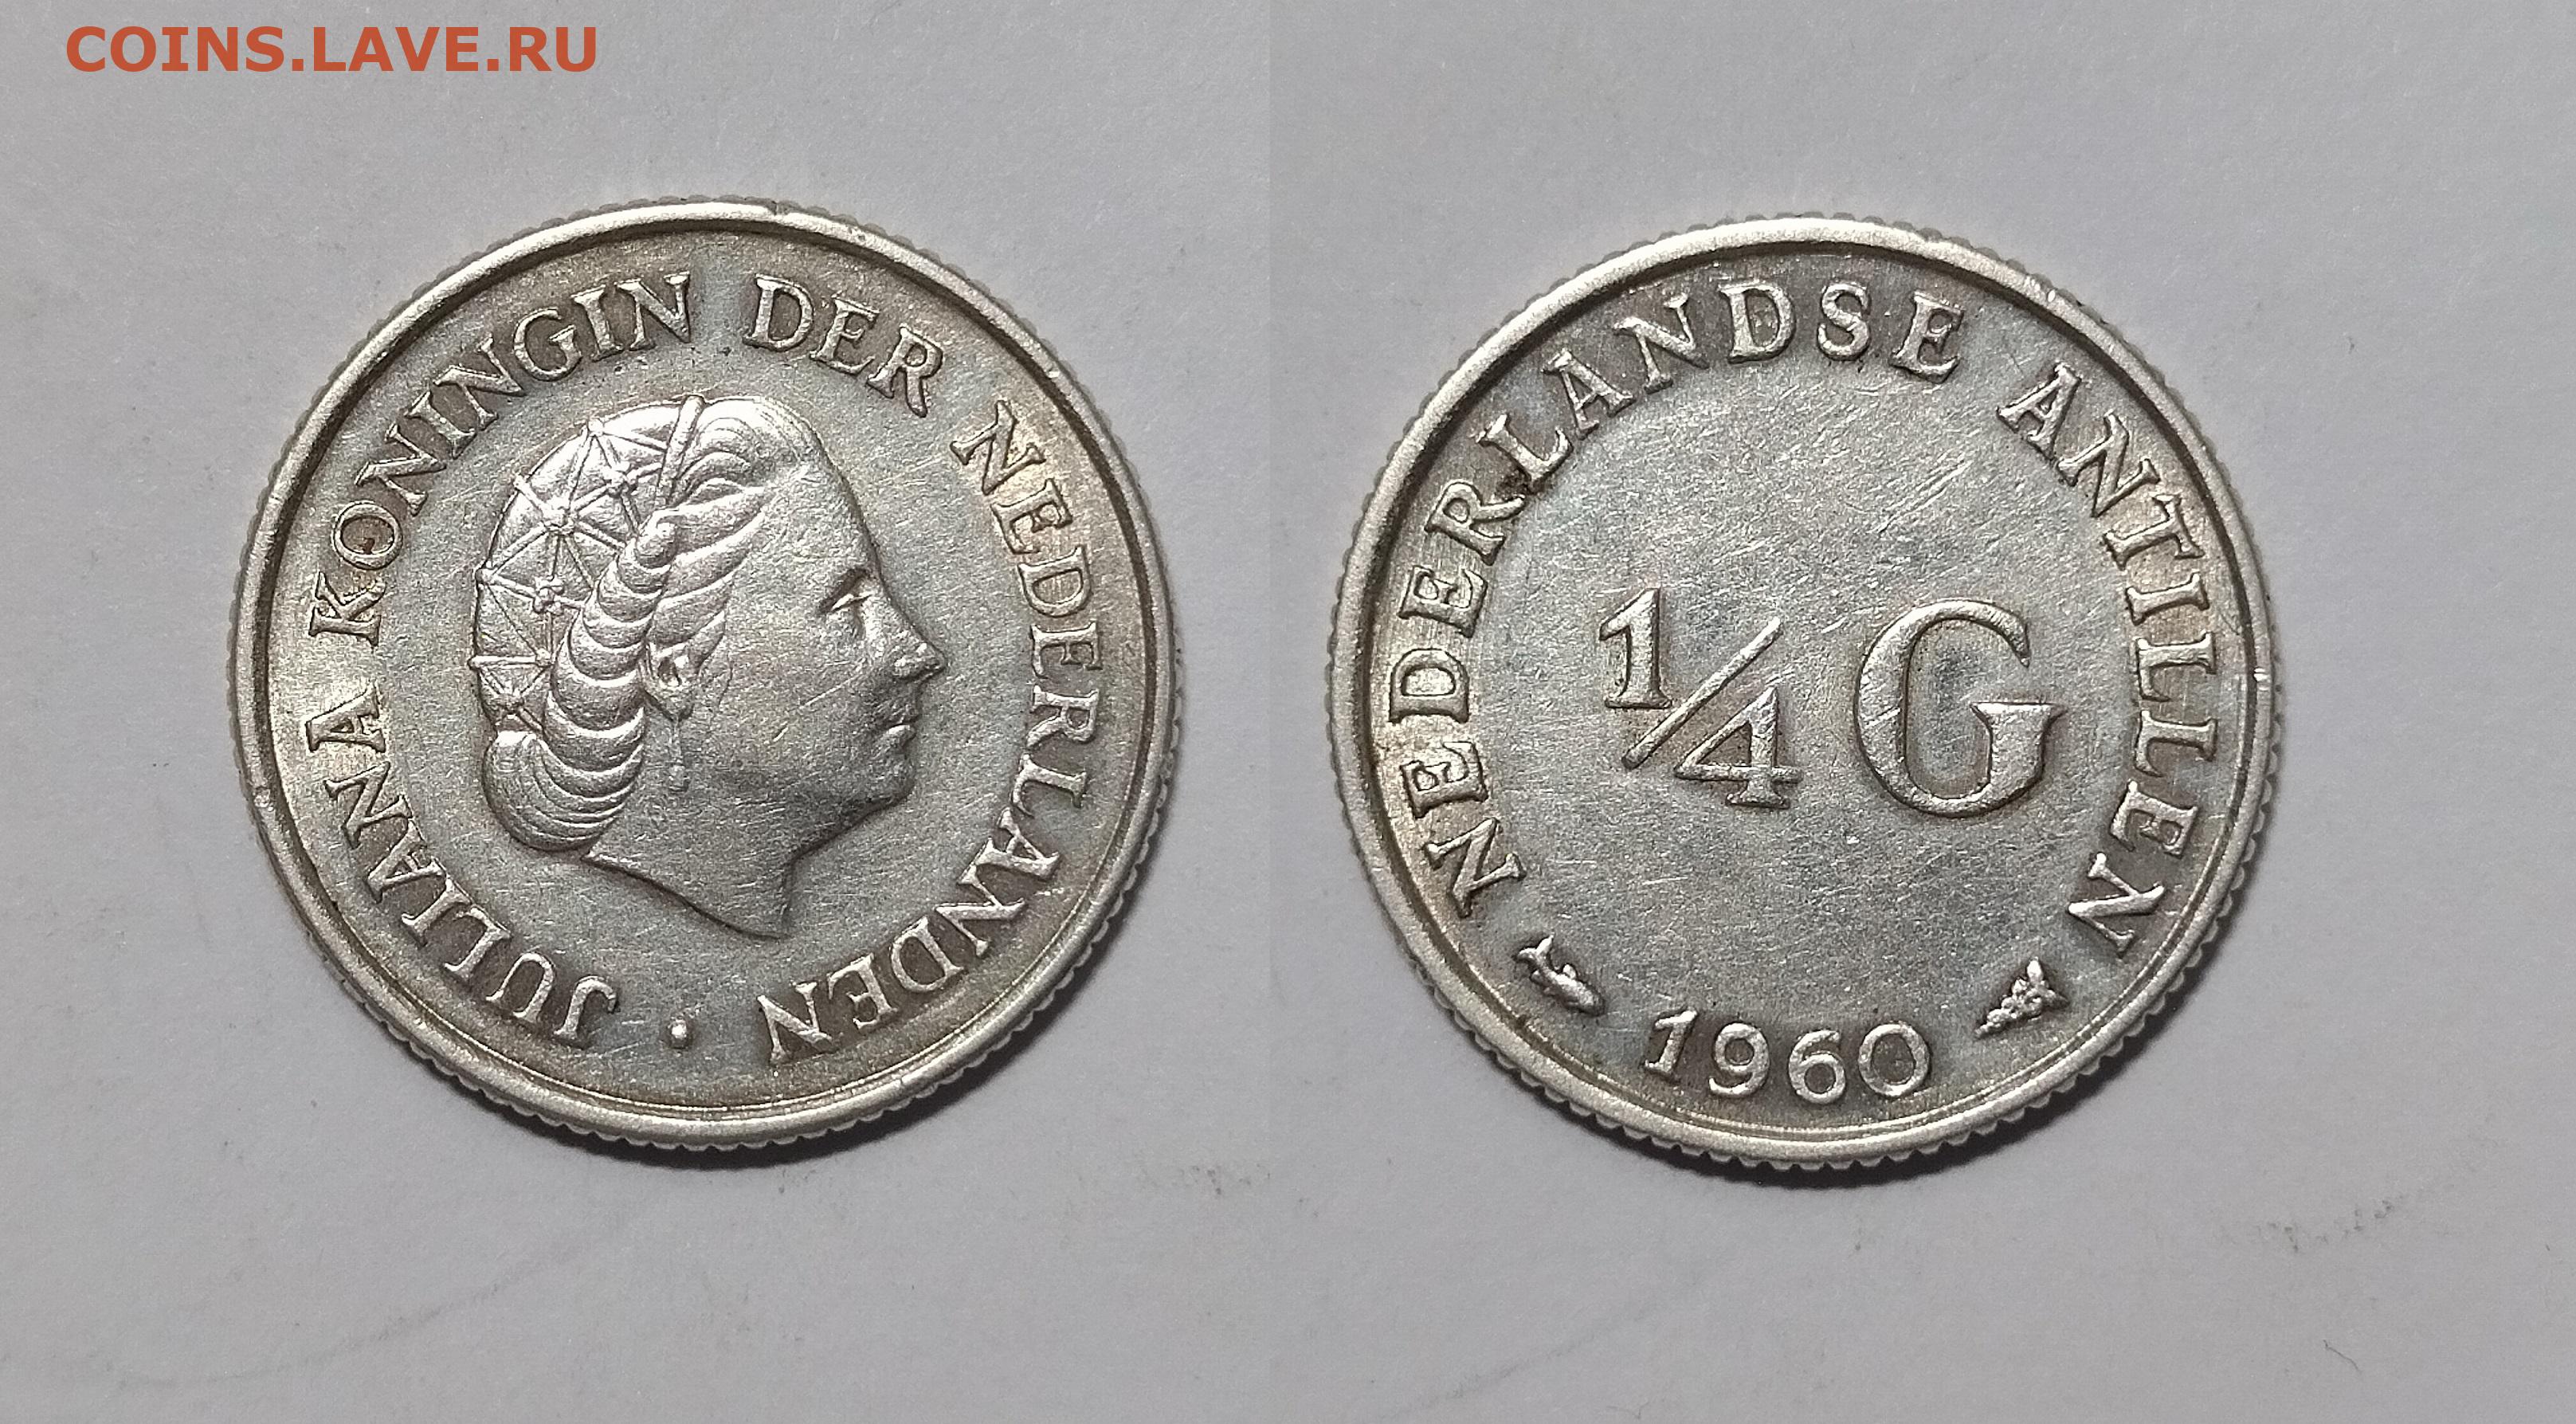 COINS.LAVE.RU
JULIANA KONINGIN DER NEDERLANDEN
NEDERLANDSE ANTILLEN
1/4 G
1960